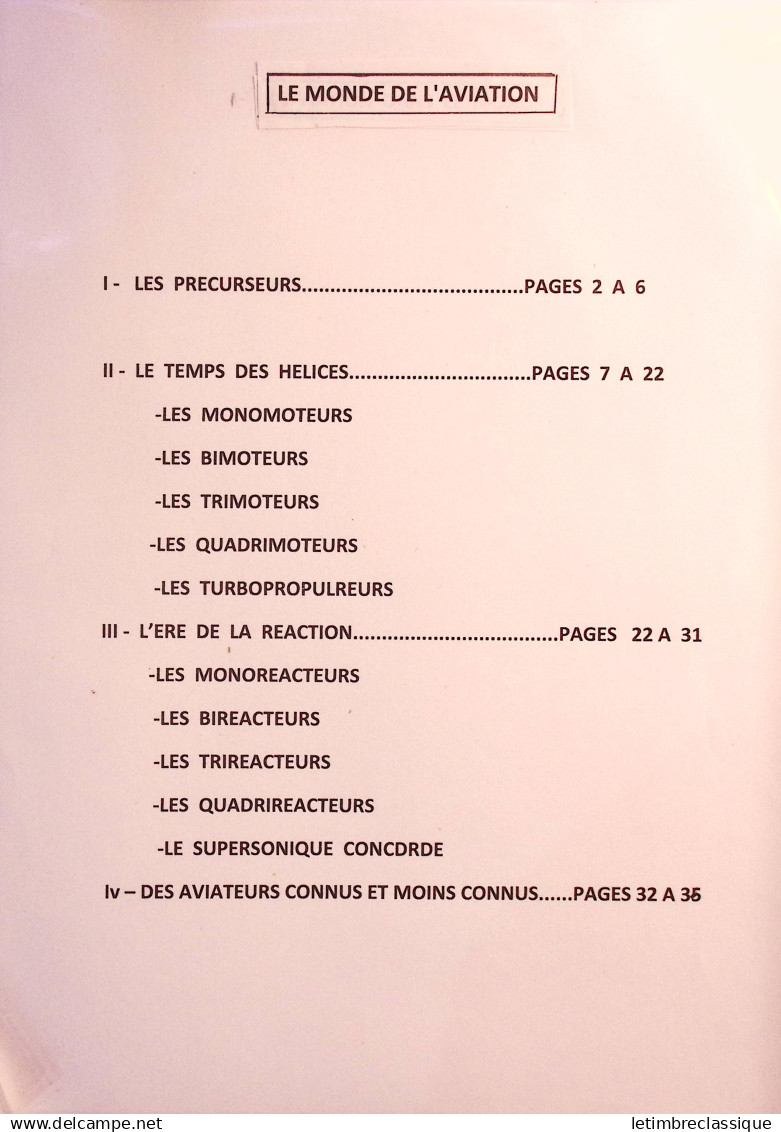 LE MONDE DE L'AVIATION
I - LES PRECURSEURS.......................................PAGES 2 A 6
II - LE TEMPS DES HELICES................................PAGES 7 A 22
-LES MONOMOTEURS
-LES BIMOTEURS
-LES TRIMOTEURS
-LES QUADRIMOTEURS
-LES TURBOPROPULREURS
III - L’ERE DE LA REACTION....................................PAGES 22 A 31
-LES MONOREACTEURS
-LES BIREACTEURS
-LES TRIREACTEURS
-LES QUADRIREACTEURS
-LE SUPERSONIQUE CONCDRDE
Iv – DES AVIATEURS CONNUS ET MOINS CONNUS......PAGES 32 A 35
delcampe.net
letimbreclassique